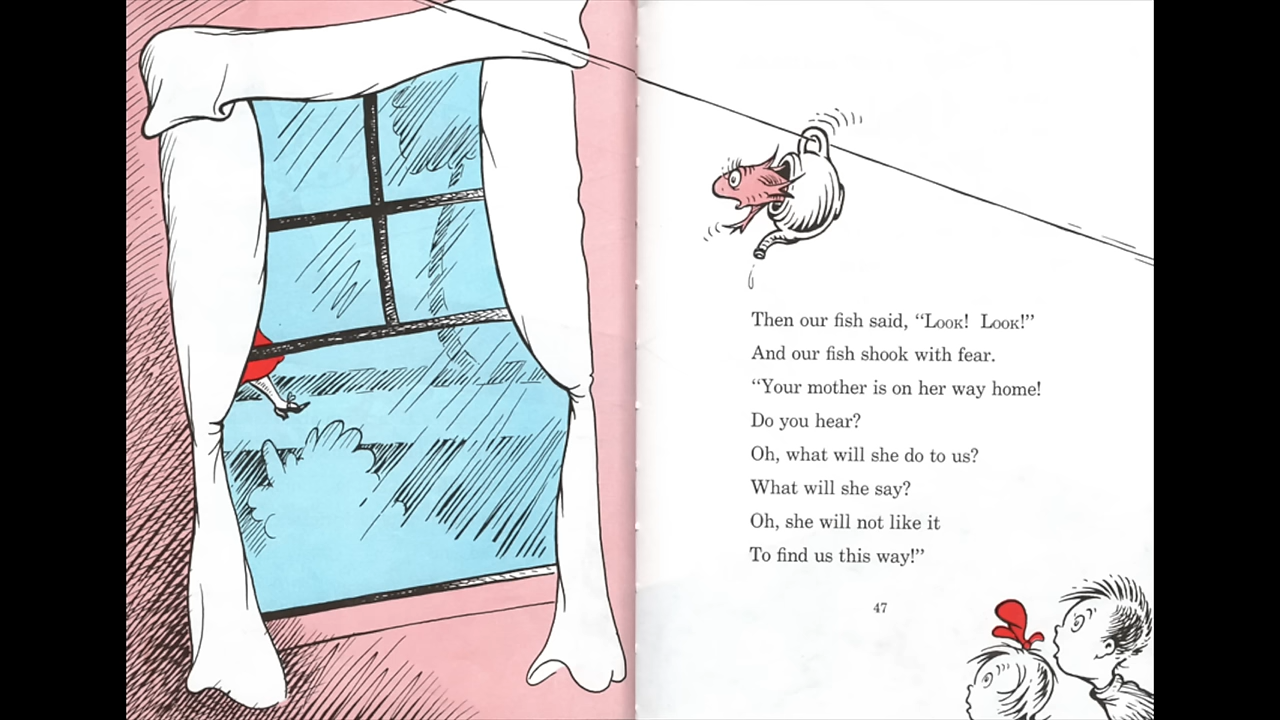 Then our fish said, “LOOK! LOOK!”
And our fish shook with fear.
“Your mother is on her way home!
Do you hear?
Oh, what will she do to us?
What will she say?
Oh, she will not like it
To find us this way!”
47